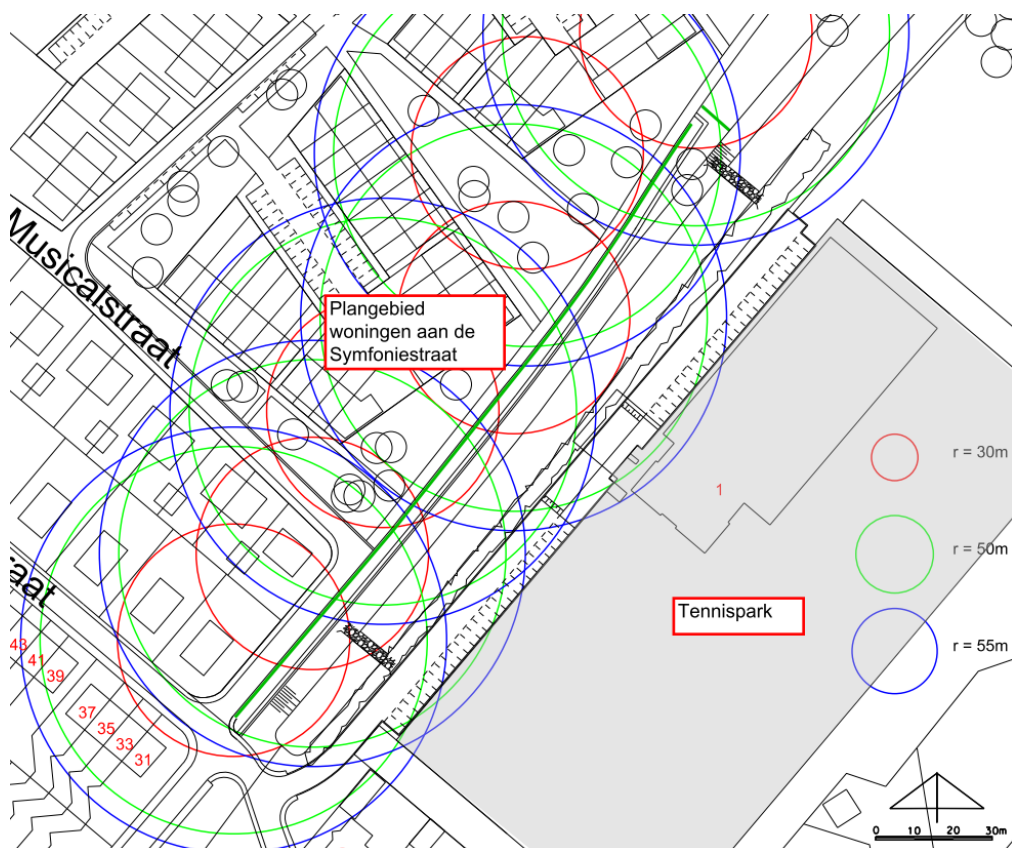 Musicalstraat
Plangebied
woningen aan de
Symfoniestraat
r = 30m
1
r = 50m
raat
Tennispark
r = 55m
43
41
39
37
35
33
31
0 10 20 30m